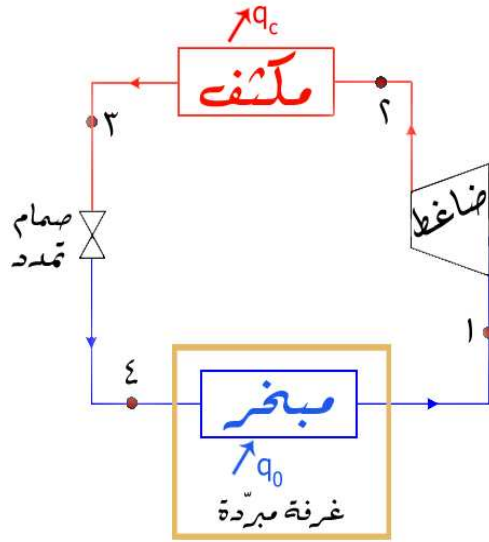 qc
مكثف
٢
٣
ضاغط
صمام
تمدد
١
٤
مبخر
q0
غرفة مبرّدة